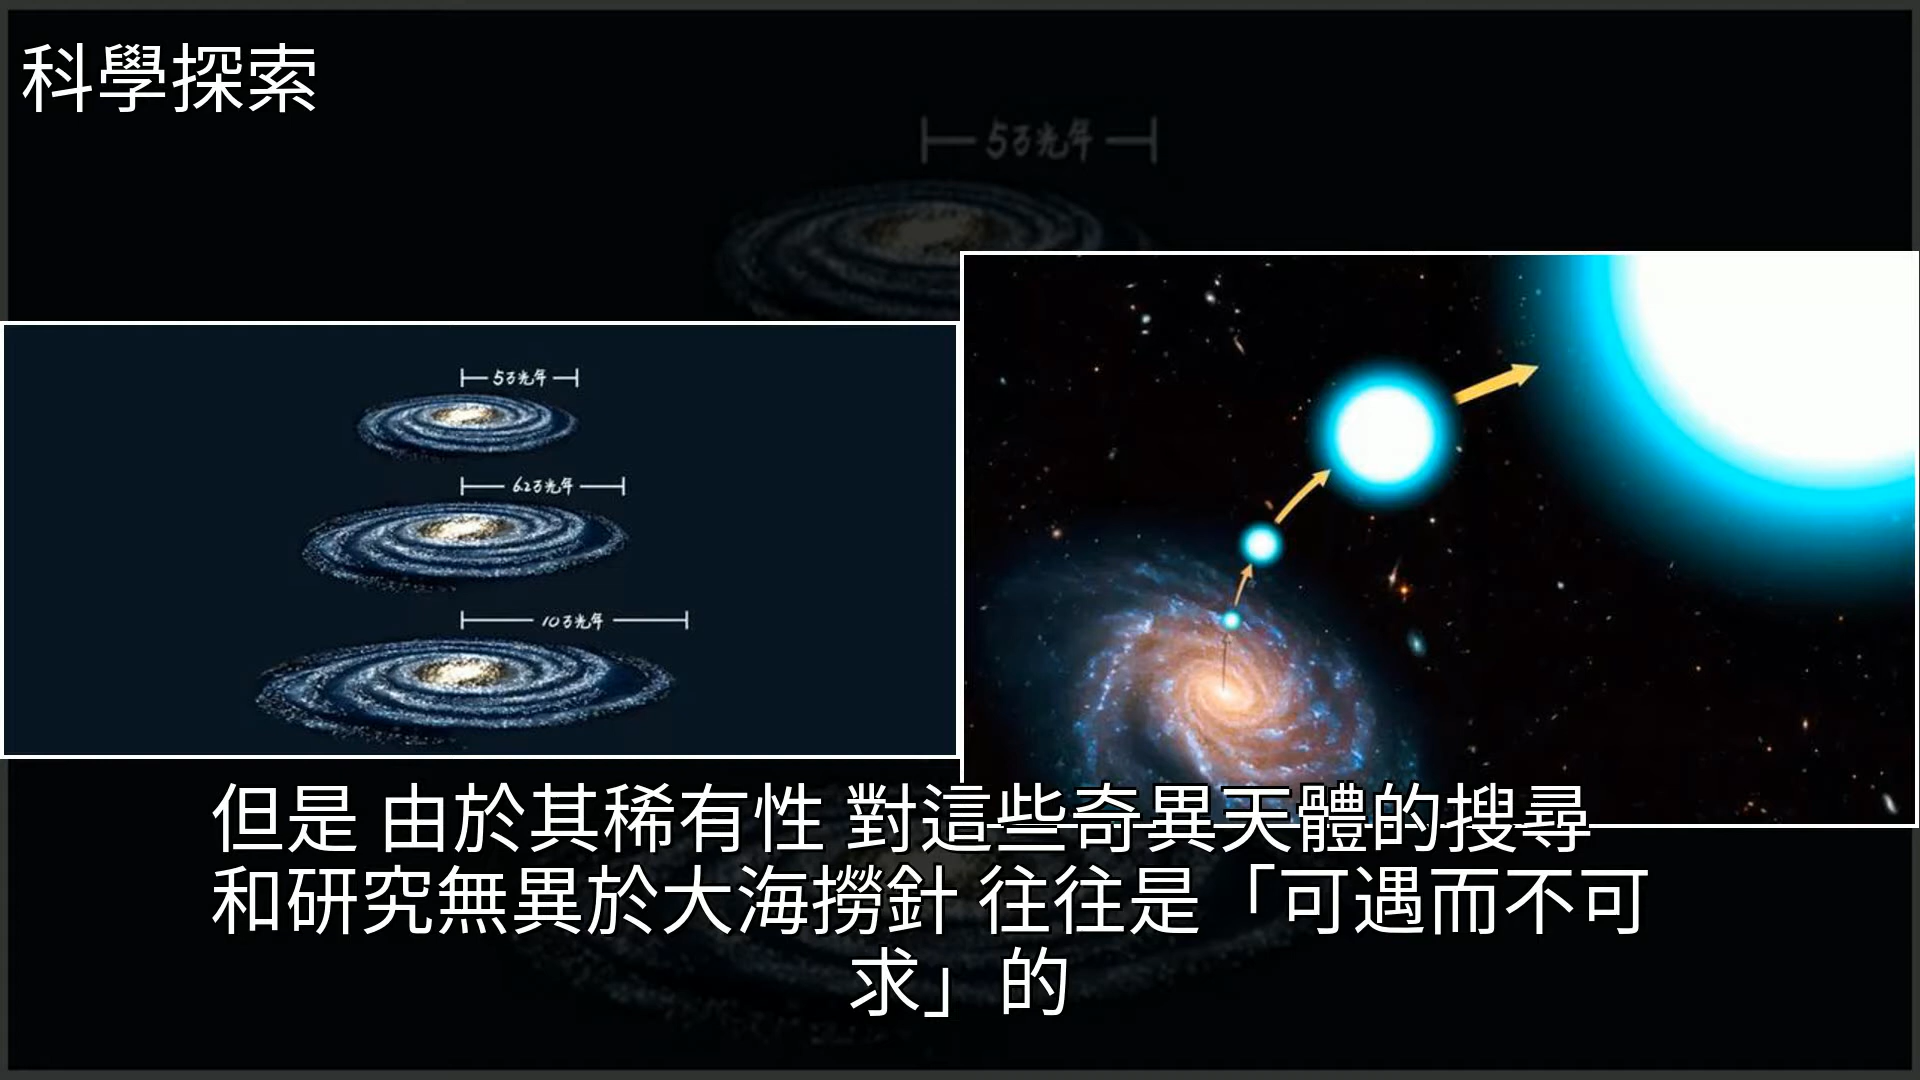 科學探索
5万光年
5万光年
6.2万光年
10万光年
但是 由於其稀有性 對這些奇異天體的搜尋
和研究無異於大海撈針 往往是「可遇而不可
求」的